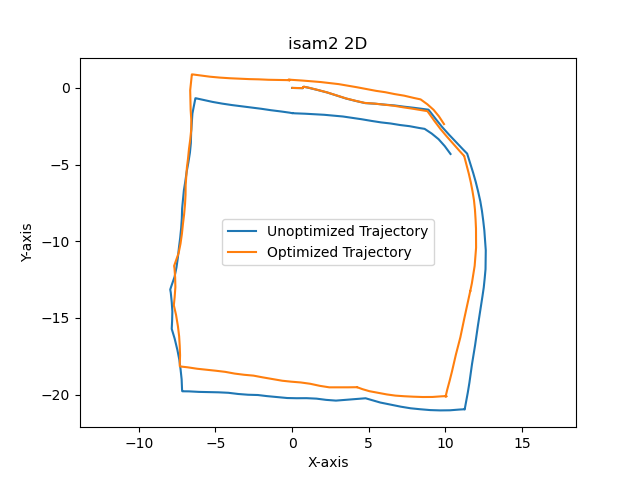 isam2 2D
0
−5
−10
−15
−20
Y-axis
Unoptimized Trajectory
Optimized Trajectory
−10
−5
0
5
10
15
X-axis